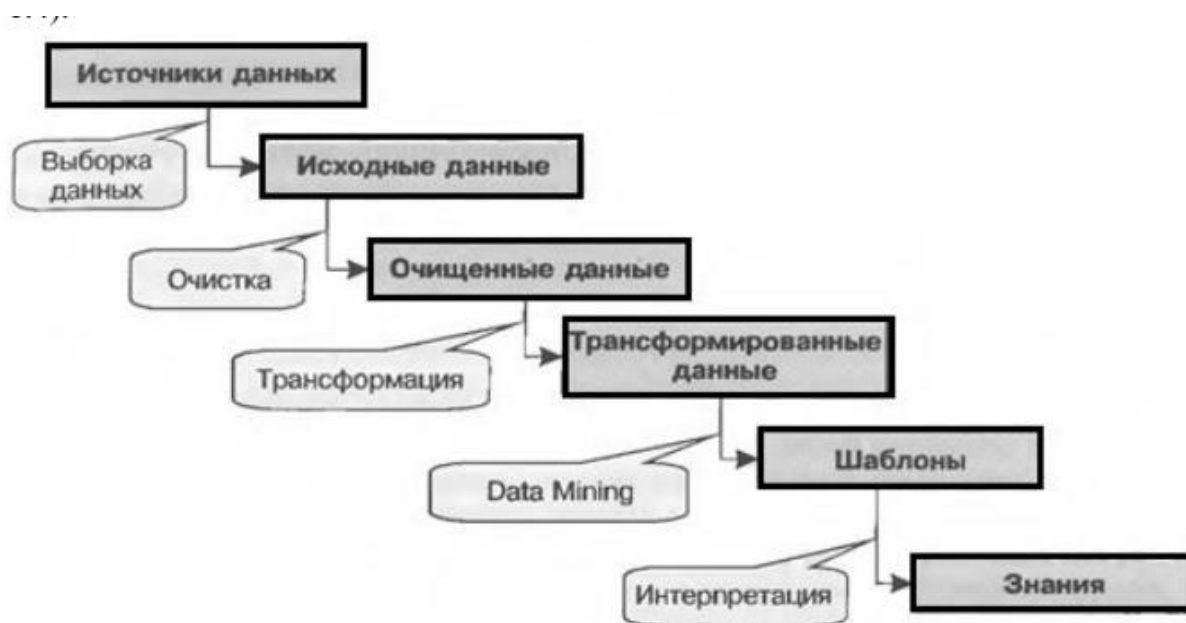 Источники данных
Выборка
данных
Исходные данные
Очистка
Очищенные данные
Трансформация
Трансформированные
данные
Data Mining
Шаблоны
Интерпретация
Знания